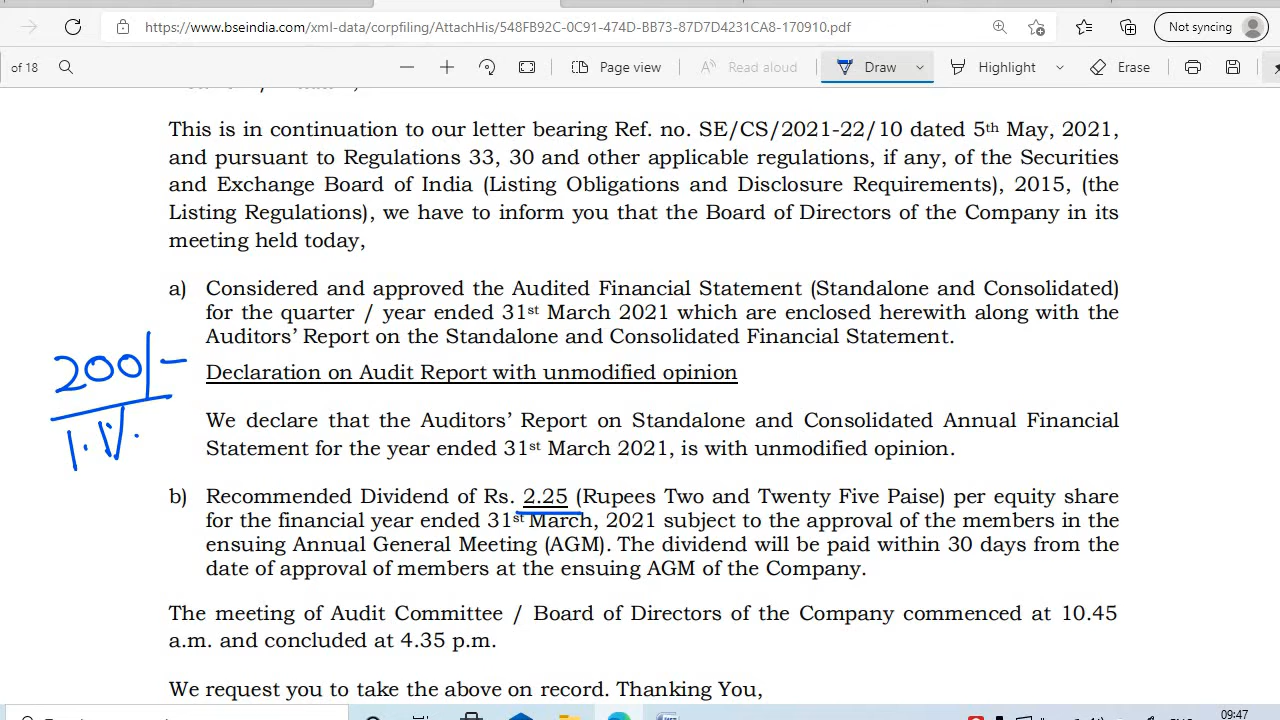 https://www.bseindia.com/xml-data/corpfiling/AttachHis/548FB92C-0C91-474D-BB73-87D7D4231CA8-170910.pdf
Not syncing
of 18
Page view
Read aloud
Draw
Highlight
Erase
This is in continuation to our letter bearing Ref. no. SE/CS/2021-22/10 dated 5th May, 2021,
and pursuant to Regulations 33, 30 and other applicable regulations, if any, of the Securities
and Exchange Board of India (Listing Obligations and Disclosure Requirements), 2015, (the
Listing Regulations), we have to inform you that the Board of Directors of the Company in its
meeting held today,
a) Considered and approved the Audited Financial Statement (Standalone and Consolidated)
for the quarter / year ended 31st March 2021 which are enclosed herewith along with the
Auditors’ Report on the Standalone and Consolidated Financial Statement.
200/-
Declaration on Audit Report with unmodified opinion
We declare that the Auditors’ Report on Standalone and Consolidated Annual Financial
Statement for the year ended 31st March 2021, is with unmodified opinion.
b) Recommended Dividend of Rs. 2.25 (Rupees Two and Twenty Five Paise) per equity share
for the financial year ended 31st March, 2021 subject to the approval of the members in the
ensuing Annual General Meeting (AGM). The dividend will be paid within 30 days from the
date of approval of members at the ensuing AGM of the Company.
The meeting of Audit Committee / Board of Directors of the Company commenced at 10.45
a.m. and concluded at 4.35 p.m.
We request you to take the above on record. Thanking You,
09:47